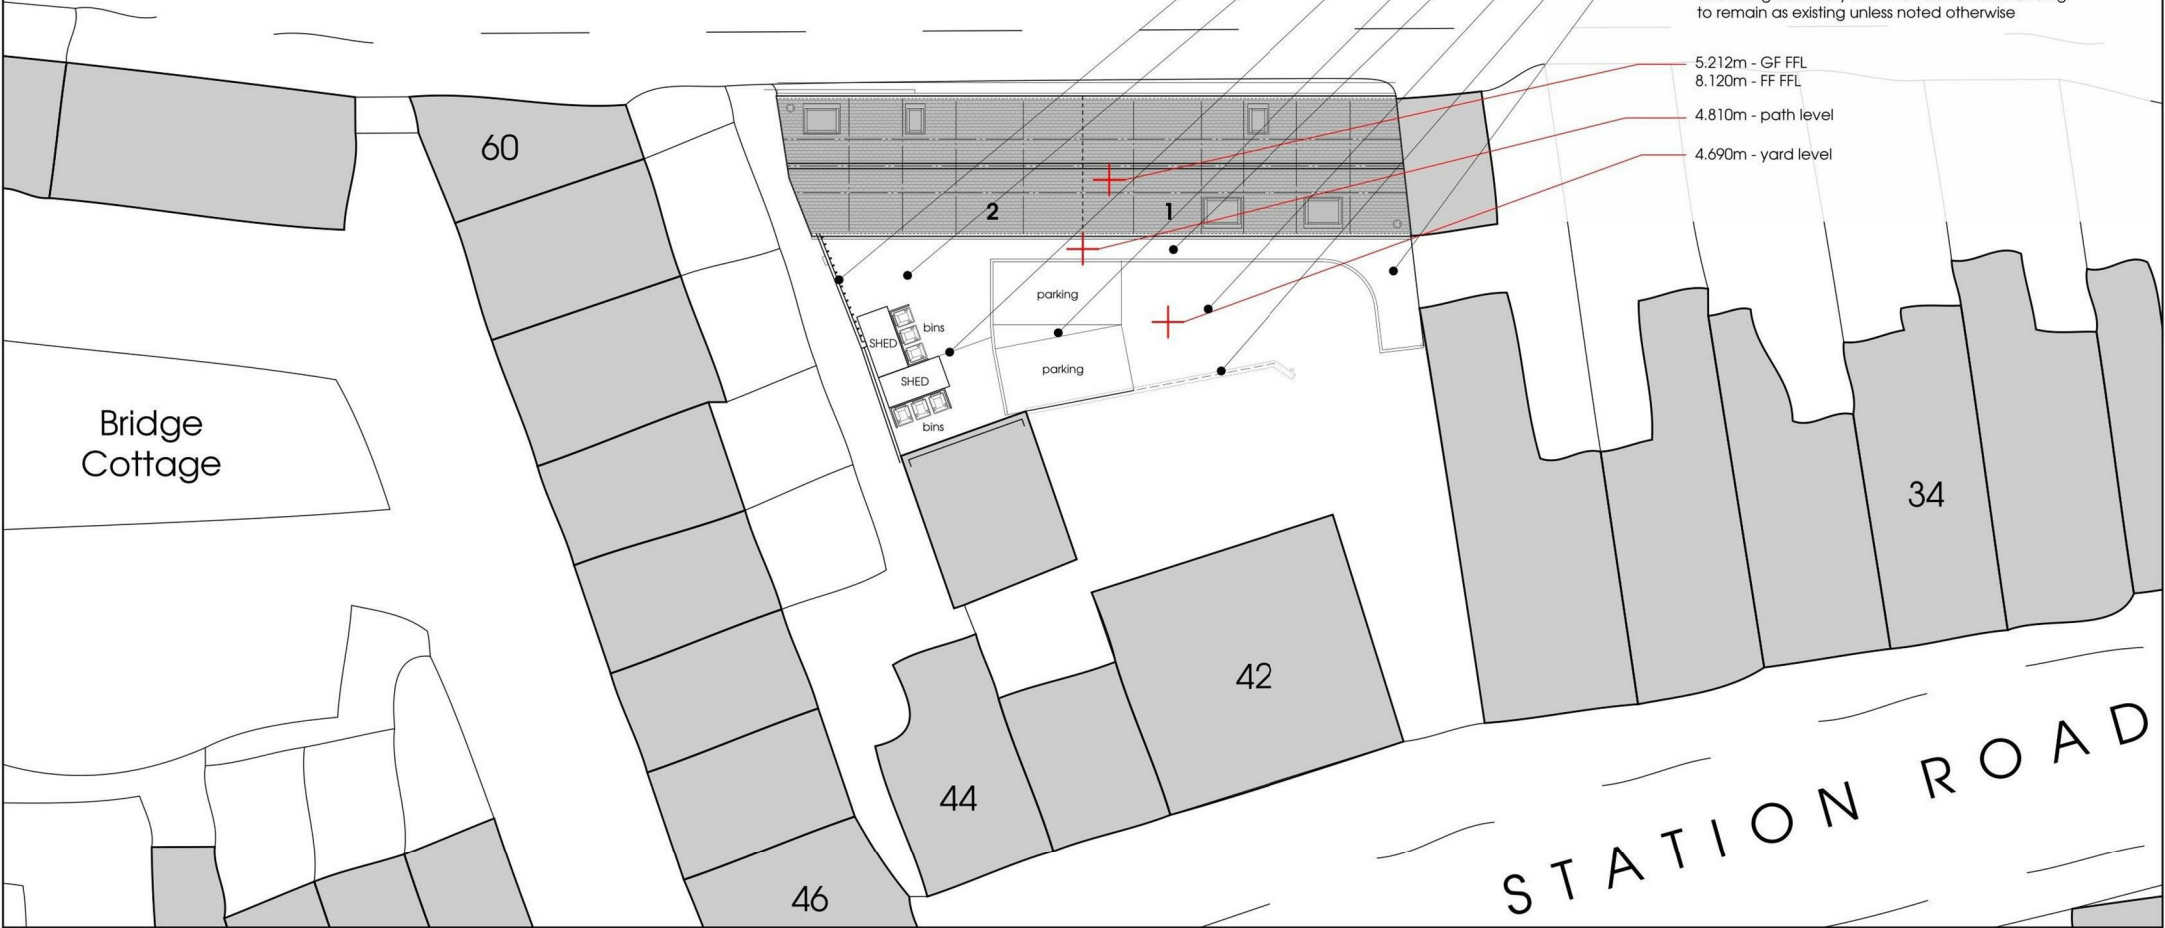 to remain as existing unless noted otherwise
5.212m - GF FFL
8.120m - FF FFL
4.810m - path level
4.690m - yard level
60
2
1
parking
bins
SHED
parking
SHED
bins
Bridge
Cottage
34
42
44
46
STATION ROAD